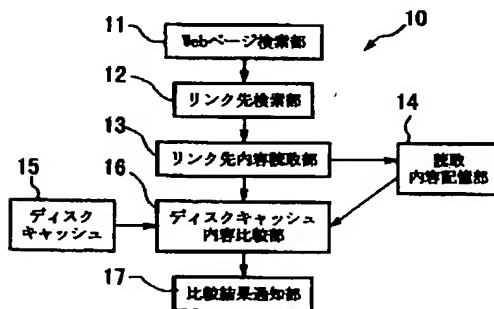 10
11
Webページ検索部
12
リンク先検索部
13
リンク先内容読取部
14
読取
内容記憶部
15
ディスク
キャッシュ
16
ディスクキャッシュ
内容比較部
17
比較結果通知部